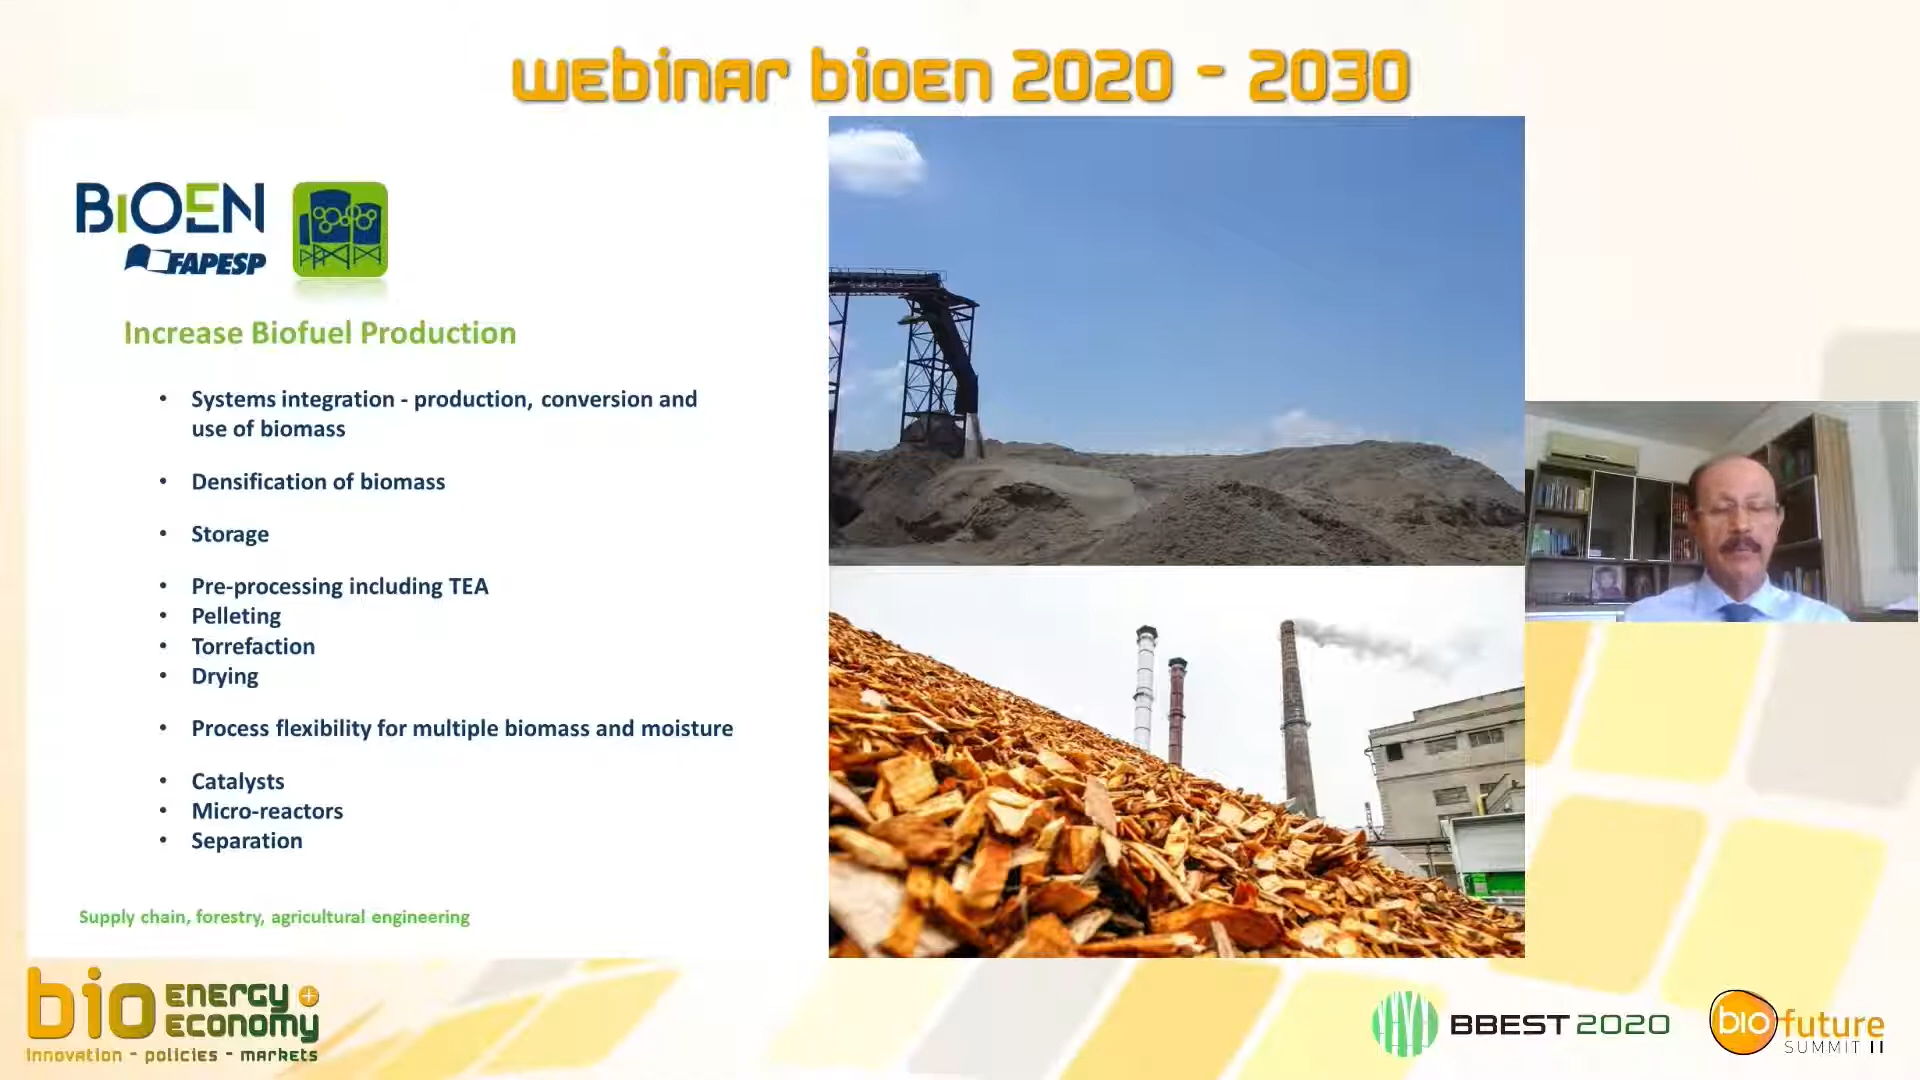 webinar bioen 2020 - 2030
BiOEN
FAPESP
Increase Biofuel Production
• Systems integration - production, conversion and
use of biomass
• Densification of biomass
• Storage
• Pre-processing including TEA
• Pelleting
• Torrefaction
• Drying
• Process flexibility for multiple biomass and moisture
• Catalysts
• Micro-reactors
• Separation
Supply chain, forestry, agricultural engineering
bio ENERGY +
ECONOMY
Innovation - policies - markets
BBEST 2020
biofuture
SUMMIT II